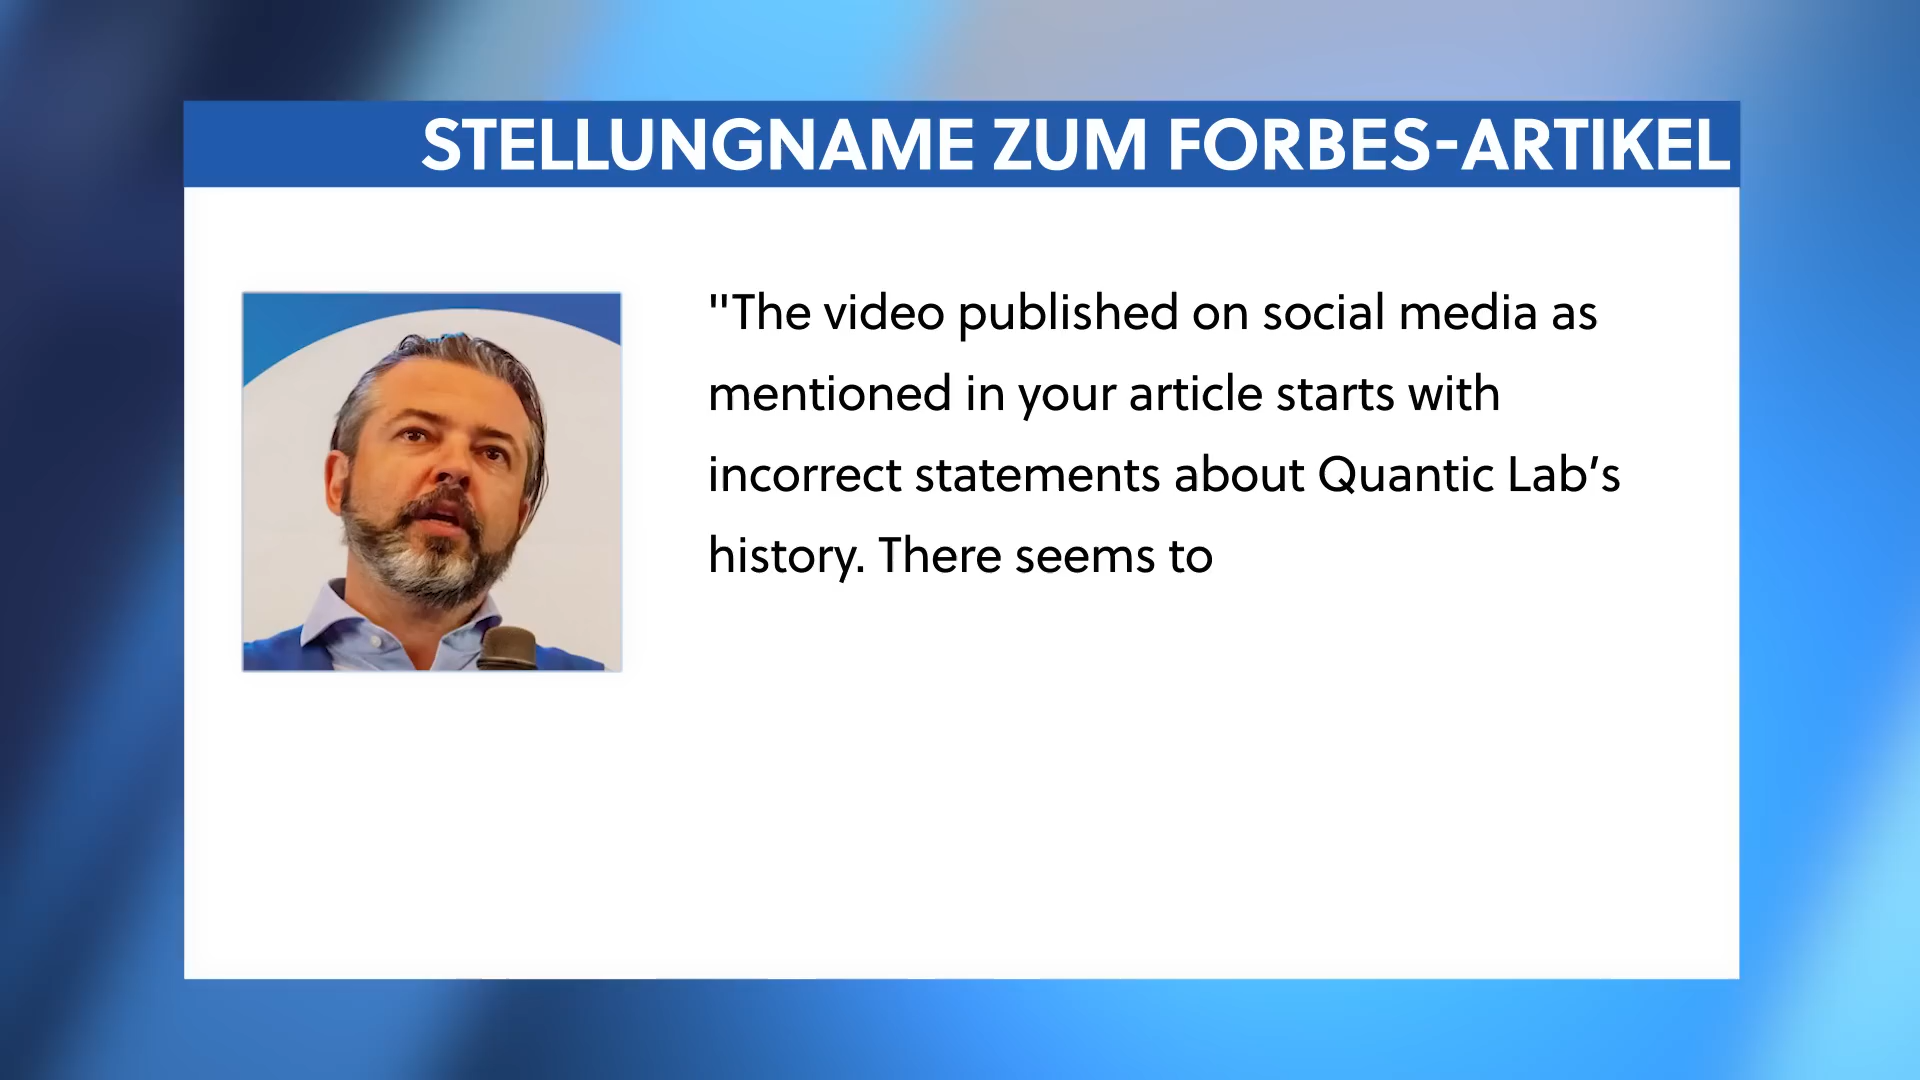 STELLUNGNAME ZUM FORBES-ARTIKEL
"The video published on social media as
mentioned in your article starts with
incorrect statements about Quantic Lab’s
history. There seems to